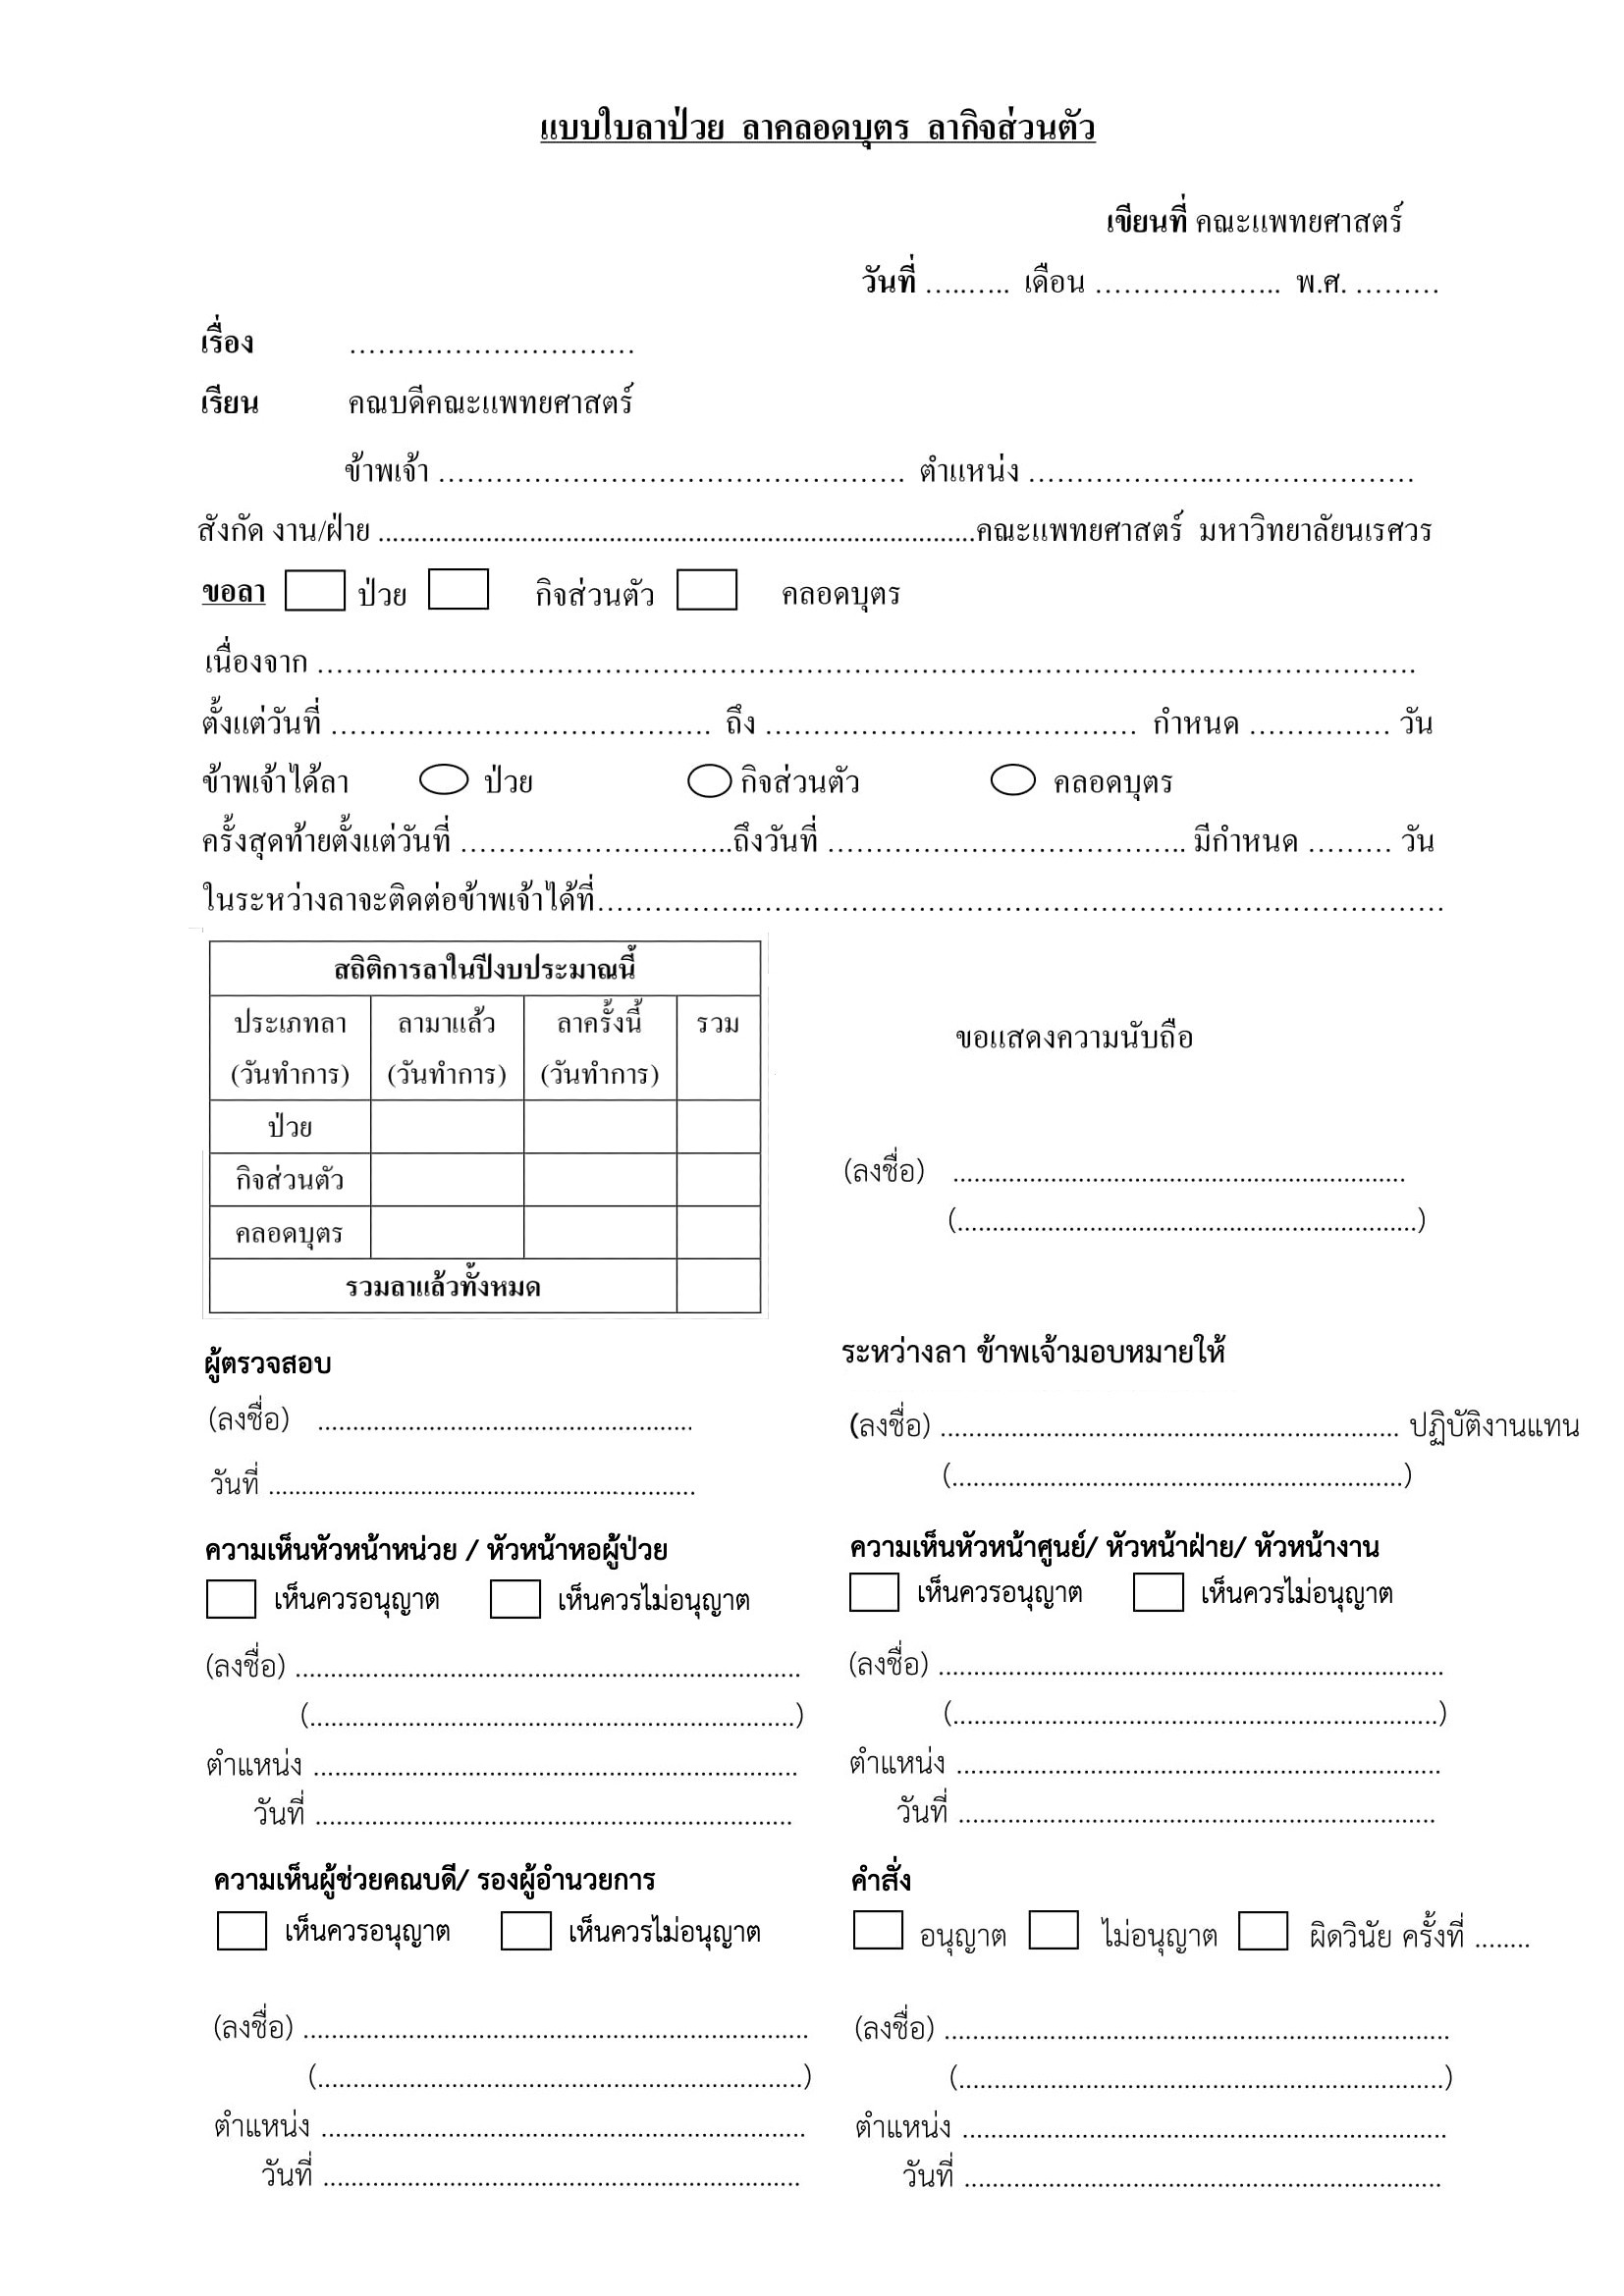 แบบใบลาป่วย ลาคลอดบุตร ลากิจส่วนตัว
เขียนที่ คณะแพทยศาสตร์
วันที่ …..….. เดือน ……………….. พ.ศ. ………
เรื่อง …………………………
เรียน คณบดีคณะแพทยศาสตร์
ข้าพเจ้า …………………………………………. ตำแหน่ง ………………..…………………
สังกัด งาน/ฝ่าย ....................................................................................คณะแพทยศาสตร์ มหาวิทยาลัยนเรศวร
ขอลา ป่วย กิจส่วนตัว คลอดบุตร
เนื่องจาก …………………………………………………………………………………………………….
ตั้งแต่วันที่ …………………………………. ถึง ………………………………… กำหนด …………… วัน
ข้าพเจ้าได้ลา ป่วย กิจส่วนตัว คลอดบุตร
ครั้งสุดท้ายตั้งแต่วันที่ ………………………..ถึงวันที่ ……………………………….. มีกำหนด ……… วัน
ในระหว่างลาจะติดต่อข้าพเจ้าได้ที่……………..………………………………………………………………
สถิติการลาในปีงบประมาณนี้
ประเภทลา ลามาแล้ว ลาครั้งนี้ รวม
(วันทำการ) (วันทำการ) (วันทำการ)
ป่วย
กิจส่วนตัว
คลอดบุตร
รวมลาแล้วทั้งหมด
ขอแสดงความนับถือ
(ลงชื่อ) .................................................................
(..................................................................)
ผู้ตรวจสอบ
(ลงชื่อ) ......................................................
วันที่ .............................................................
ระหว่างลา ข้าพเจ้ามอบหมายให้
(ลงชื่อ) ................................................................. ปฏิบัติงานแทน
(................................................................)
ความเห็นหัวหน้าหน่วย / หัวหน้าหอผู้ป่วย
เห็นควรอนุญาต เห็นควรไม่อนุญาต
(ลงชื่อ) ........................................................................
(.....................................................................)
ตำแหน่ง .....................................................................
วันที่ ....................................................................
ความเห็นหัวหน้าศูนย์/ หัวหน้าฝ่าย/ หัวหน้างาน
เห็นควรอนุญาต เห็นควรไม่อนุญาต
(ลงชื่อ) ........................................................................
(.....................................................................)
ตำแหน่ง .....................................................................
วันที่ ....................................................................
ความเห็นผู้ช่วยคณบดี/ รองผู้อำนวยการ
เห็นควรอนุญาต เห็นควรไม่อนุญาต
(ลงชื่อ) ........................................................................
(.....................................................................)
ตำแหน่ง .....................................................................
วันที่ ....................................................................
คำสั่ง
อนุญาต ไม่อนุญาต ผิดวินัย ครั้งที่ ........
(ลงชื่อ) ........................................................................
(.....................................................................)
ตำแหน่ง .....................................................................
วันที่ ....................................................................